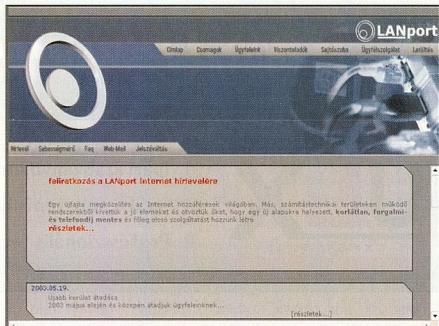 LANport
Címlap Csomagok Ügyfeleink Viszonteladók Sajtószoba Ügyfélszolgálat Letöltés
Hírlevél Sebességmérő Faq Web-Mail Jelszóváltás
feliratkozás a LANport Internet hírlevelére
Egy újfajta megközelítés az Internet hozzáférések világában. Más, számítástechnikai területeken működő
rendszerekből kivettük a jó elemeket és ötvöztük őket, hogy egy új alapokra helyezett, korlátlan, forgalmi-
és telefondíj mentes és főleg olcsó szolgáltatást hozzunk létre.
részletek...
2003.05.19.
Újabb kerület átadása
2003 május elején és közepén átadjuk ügyfeleinknek...
[részletek...]